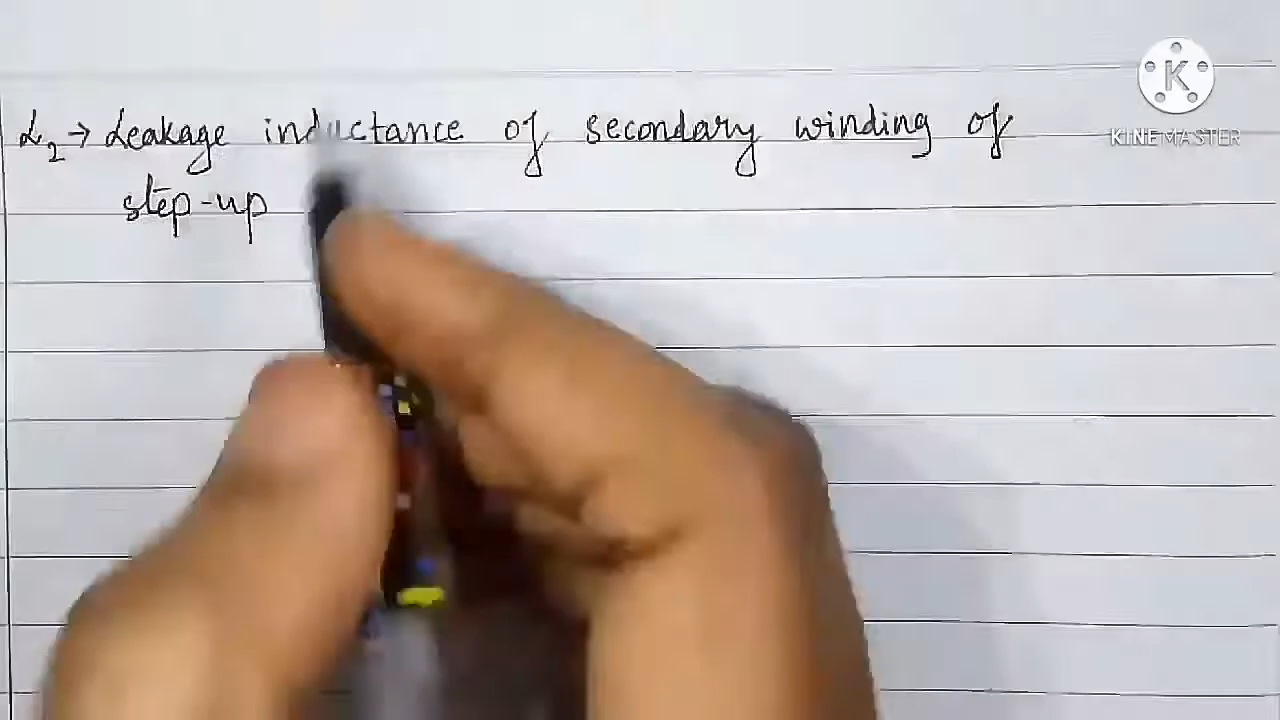 L2 → Leakage inductance of secondary winding of
step-up
K
KINEMASTER